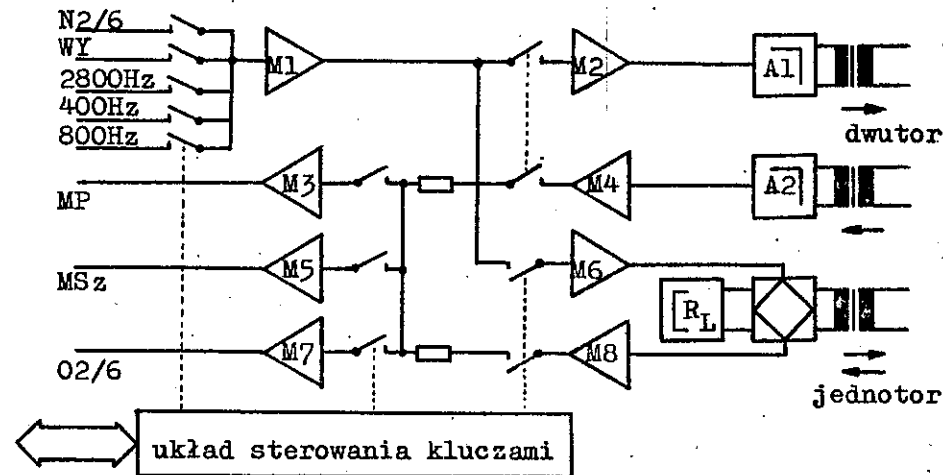 N2/6
WY
2800Hz
400Hz
800Hz
M1
M2
A1
dwutor
MP
M3
M4
A2
MSz
M5
M6
R_L
O2/6
M7
M8
jednotor
układ sterowania kluczami